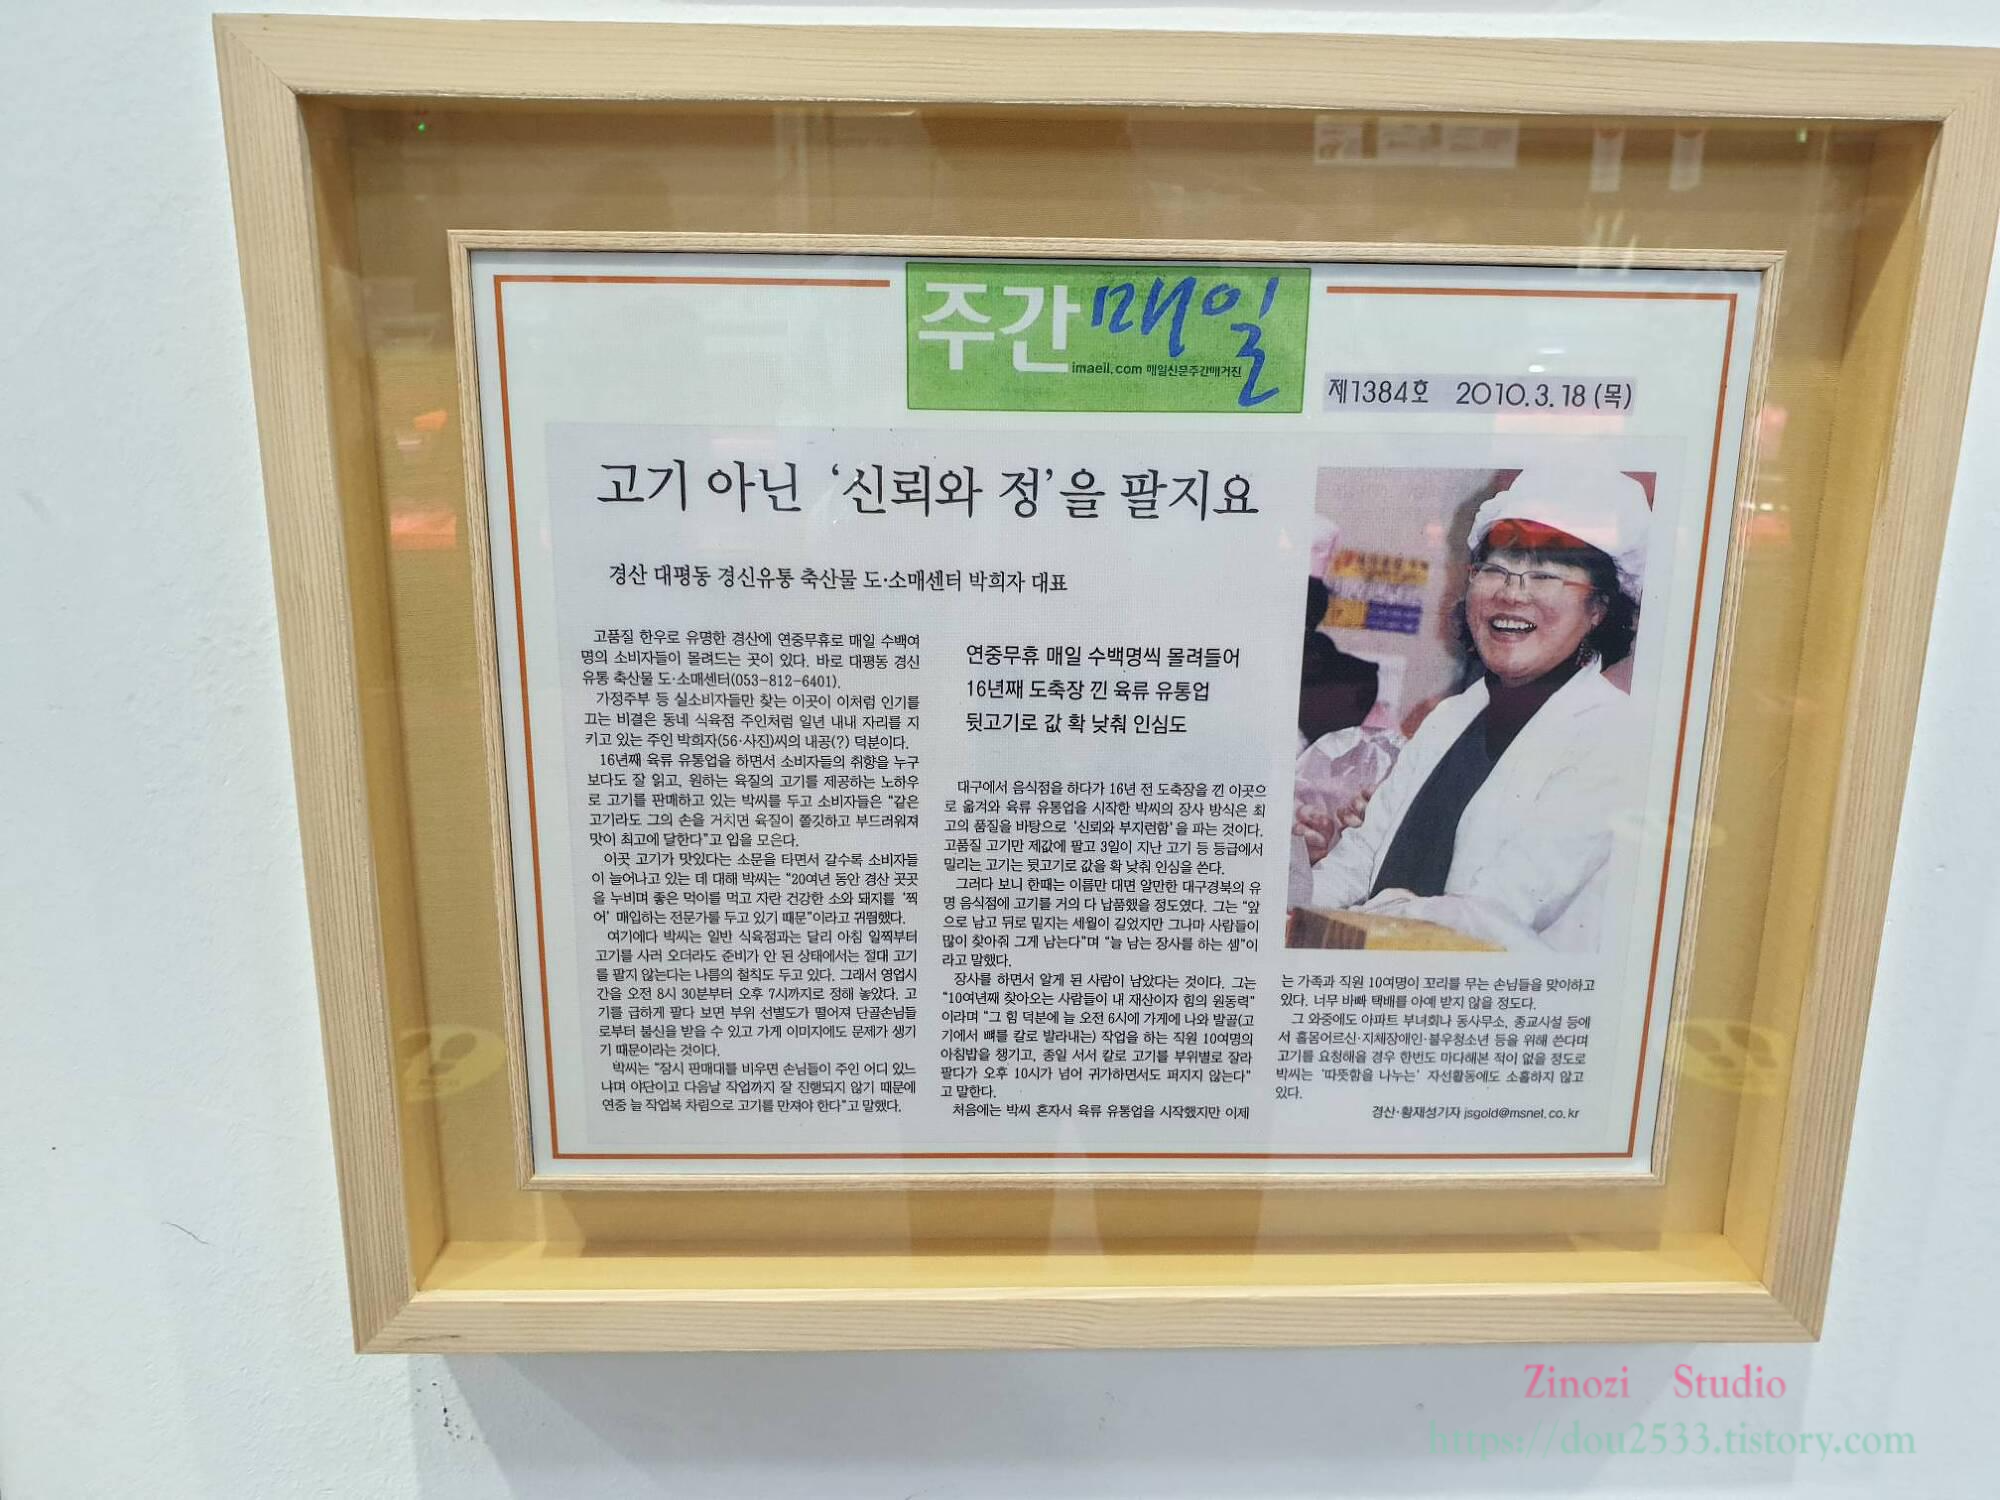 주간매일
imaeil.com 매일신문주간매거진
제1384호 2010.3.18 (목)
고기 아닌 ‘신뢰와 정’을 팔지요
경산 대평동 경신유통 축산물 도·소매센터 박희자 대표
고품질 한우로 유명한 경산에 연중무휴로 매일 수백여
명의 소비자들이 몰려드는 곳이 있다. 바로 대평동 경신
유통 축산물 도·소매센터(053-812-6401).
가정주부 등 실소비자들만 찾는 이곳이 이처럼 인기를
끄는 비결은 동네 식육점 주인처럼 일년 내내 자리를 지
키고 있는 주인 박희자(56·사진)씨의 내공(?) 덕분이다.
16년째 육류 유통업을 하면서 소비자들의 취향을 누구
보다도 잘 읽고, 원하는 육질의 고기를 제공하는 노하우
로 고기를 판매하고 있는 박씨를 두고 소비자들은 “같은
고기라도 그의 손을 거치면 육질이 쫄깃하고 부드러워져
맛이 최고에 달한다”고 입을 모은다.
이곳 고기가 맛있다는 소문을 타면서 갈수록 소비자들
이 늘어나고 있는 데 대해 박씨는 “20여년 동안 경산 곳곳
을 누비며 좋은 먹이를 먹고 자란 건강한 소와 돼지를 ‘찍
어’ 매입하는 전문가를 두고 있기 때문”이라고 귀띔했다.
여기에다 박씨는 일반 식육점과는 달리 아침 일찍부터
고기를 사러 오더라도 준비가 안 된 상태에서는 절대 고기
를 팔지 않는다는 나름의 철칙도 두고 있다. 그래서 영업시
간을 오전 8시 30분부터 오후 7시까지로 정해 놓았다. 고
기를 급하게 팔다 보면 부위 선별도가 떨어져 단골손님들
로부터 불신을 받을 수 있고 가게 이미지에도 문제가 생기
기 때문이라는 것이다.
박씨는 “잠시 판매대를 비우면 손님들이 주인 어디 있느
냐며 야단이고 다음날 작업까지 잘 진행되지 않기 때문에
연중 늘 작업복 차림으로 고기를 만져야 한다”고 말했다.
연중무휴 매일 수백명씩 몰려들어
16년째 도축장 낀 육류 유통업
뒷고기로 값 확 낮춰 인심도
대구에서 음식점을 하다가 16년 전 도축장을 낀 이곳으
로 옮겨와 육류 유통업을 시작한 박씨의 장사 방식은 최
고의 품질을 바탕으로 ‘신뢰와 부지런함’을 파는 것이다.
고품질 고기만 제값에 팔고 3일이 지난 고기 등 등급에서
밀리는 고기는 뒷고기로 값을 확 낮춰 인심을 쓴다.
그러다 보니 한때는 이름만 대면 알만한 대구경북의 유
명 음식점에 고기를 거의 다 납품했을 정도였다. 그는 “앞
으로 남고 뒤로 밑지는 세월이 길었지만 그나마 사람들이
많이 찾아줘 그게 남는다”며 “늘 남는 장사를 하는 셈”이
라고 말했다.
장사를 하면서 알게 된 사람이 남았다는 것이다. 그는
“10여년째 찾아오는 사람들이 내 재산이자 힘의 원동력”
이라며 “그 힘 덕분에 늘 오전 6시에 가게에 나와 발골(고
기에서 뼈를 칼로 발라내는) 작업을 하는 직원 10여명의
아침밥을 챙기고, 종일 서서 칼로 고기를 부위별로 잘라
팔다가 오후 10시가 넘어 귀가하면서도 퍼지지 않는다”
고 말한다.
처음에는 박씨 혼자서 육류 유통업을 시작했지만 이제
는 가족과 직원 10여명이 꼬리를 무는 손님들을 맞이하고
있다. 너무 바빠 택배를 아예 받지 않을 정도다.
그 와중에도 아파트 부녀회나 동사무소, 종교시설 등에
서 홀몸어르신·지체장애인·불우청소년 등을 위해 쓴다며
고기를 요청해올 경우 한번도 마다해본 적이 없을 정도로
박씨는 ‘따뜻함을 나누는’ 자선활동에도 소홀하지 않고
있다.
경산·황재성기자 jsgold@msnet.co.kr
Zinozi Studio
https://dou2533.tistory.com